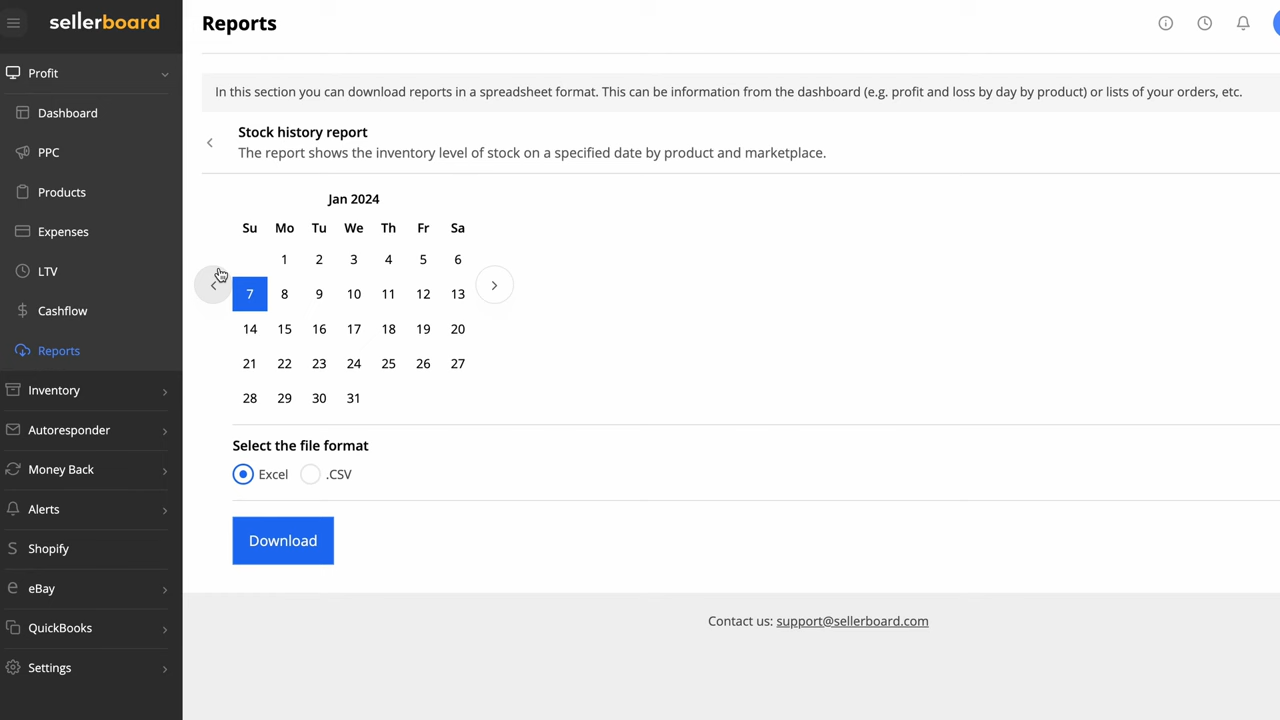 sellerboard
Reports
Profit
Dashboard
PPC
Products
Expenses
LTV
Cashflow
Reports
Inventory
Autoresponder
Money Back
Alerts
Shopify
eBay
QuickBooks
Settings
In this section you can download reports in a spreadsheet format. This can be information from the dashboard (e.g. profit and loss by day by product) or lists of your orders, etc.
Stock history report
The report shows the inventory level of stock on a specified date by product and marketplace.
Jan 2024
Su Mo Tu We Th Fr Sa
1 2 3 4 5 6
7 8 9 10 11 12 13
14 15 16 17 18 19 20
21 22 23 24 25 26 27
28 29 30 31
Select the file format
Excel .CSV
Download
Contact us: support@sellerboard.com